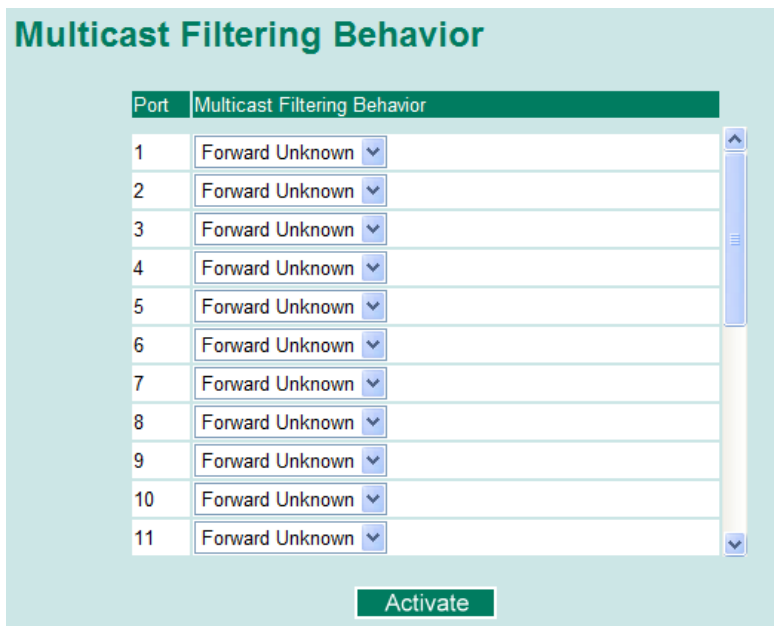 Multicast Filtering Behavior
Port Multicast Filtering Behavior
1 Forward Unknown
2 Forward Unknown
3 Forward Unknown
4 Forward Unknown
5 Forward Unknown
6 Forward Unknown
7 Forward Unknown
8 Forward Unknown
9 Forward Unknown
10 Forward Unknown
11 Forward Unknown
Activate